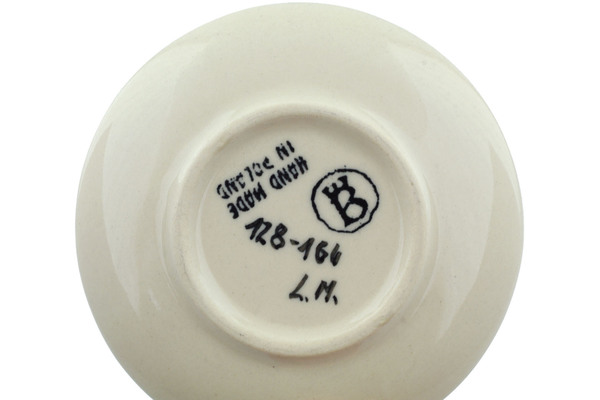 HAND MADE
IN POLAND
B
128-164
L.M.